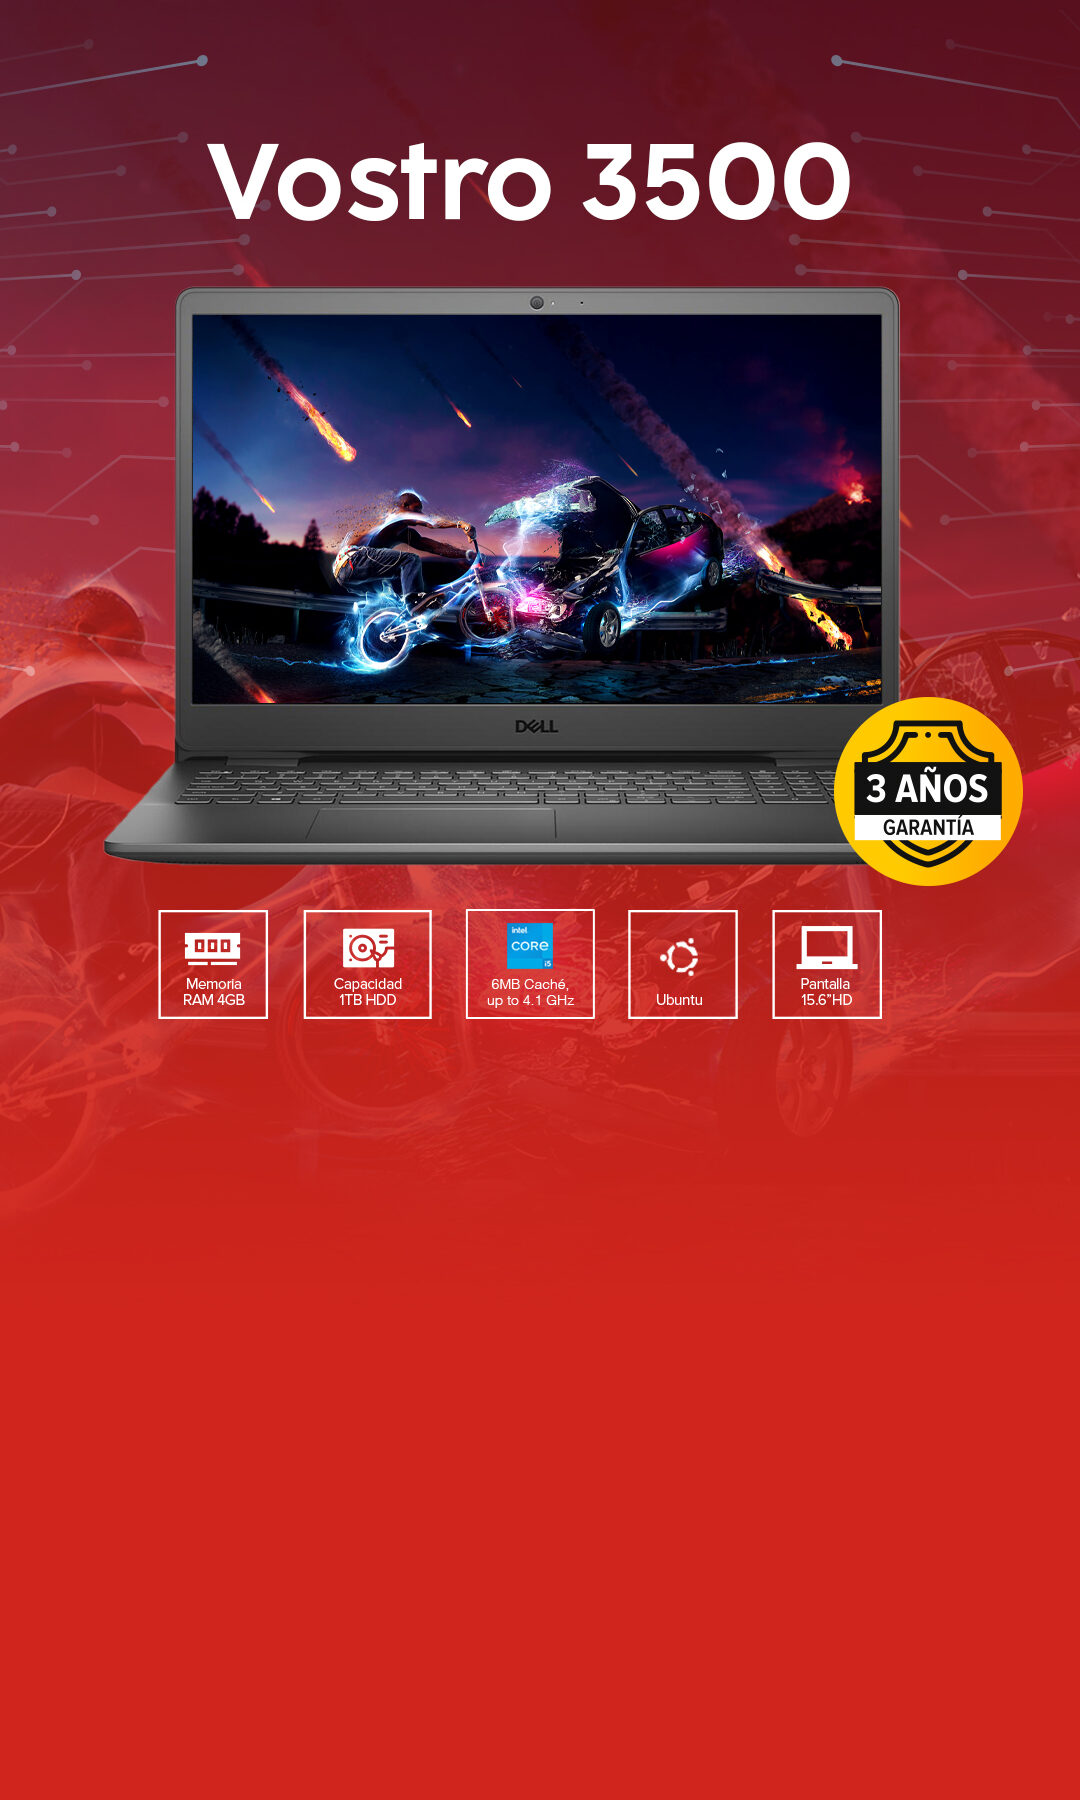 Vostro 3500
DELL
3 AÑOS
GARANTÍA
Memoria
RAM 4GB
Capacidad
1TB HDD
intel
CORE
i5
6MB Caché,
up to 4.1 GHz
Ubuntu
Pantalla
15.6”HD